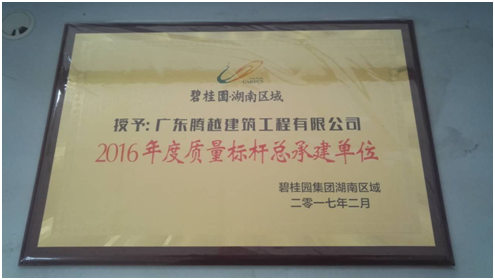 碧桂园·湖南区域
授予:广东腾越建筑工程有限公司
2016年度质量标杆总承建单位
碧桂园集团湖南区域
二零一七年二月